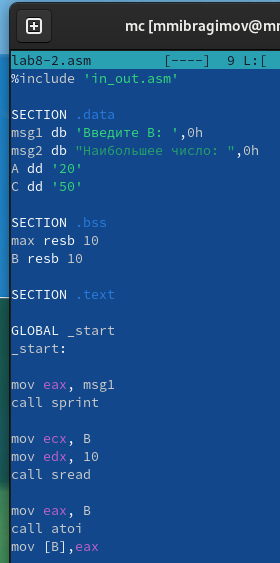 mc [mmibragimov@m
lab8-2.asm [----] 9 L:[
%include 'in_out.asm'
SECTION .data
msg1 db 'Введите B: ',0h
msg2 db "Наибольшее число: ",0h
A dd '20'
C dd '50'
SECTION .bss
max resb 10
B resb 10
SECTION .text
GLOBAL _start
_start:
mov eax, msg1
call sprint
mov ecx, B
mov edx, 10
call sread
mov eax, B
call atoi
mov [B],eax